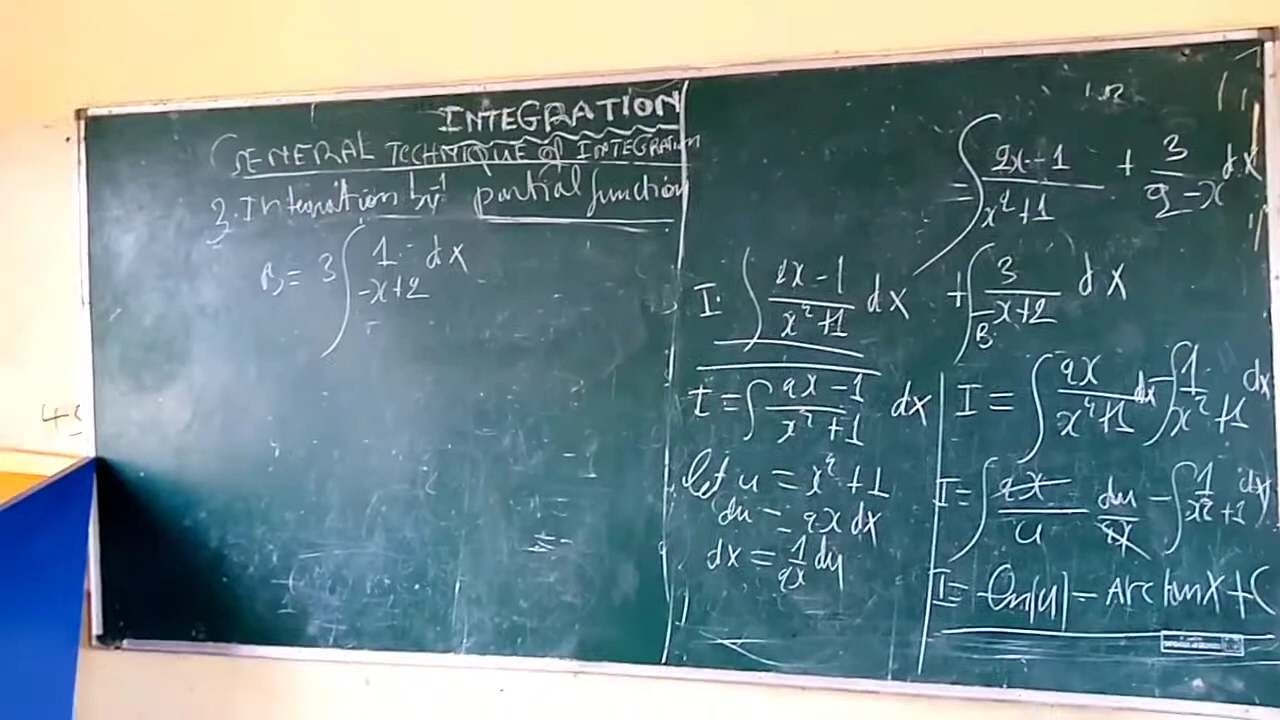 INTEGRATION
GENERAL TECHNIQUE of INTEGRATION
3. Integration by partial function
B = 3 ∫ 1/(-x+2) dx
= ∫ (2x-1)/(x²+1) + 3/(2-x) dx
I: ∫ (2x-1)/(x²+1) dx + ∫ 3/(-x+2) dx
B
I = ∫ (2x-1)/(x²+1) dx
let u = x²+1
du = 2x dx
dx = 1/2x du
I = ∫ 2x/(x²+1) dx - ∫ 1/(x²+1) dx
I = ∫ 2x/u du/2x - ∫ 1/(x²+1) dx
I = ln|u| - Arctan x + C